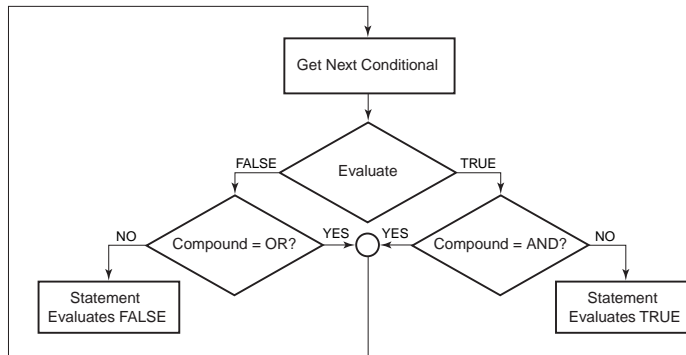 Get Next Conditional
FALSE
Evaluate
TRUE
NO
Compound = OR?
YES
YES
Compound = AND?
NO
Statement
Evaluates FALSE
Statement
Evaluates TRUE